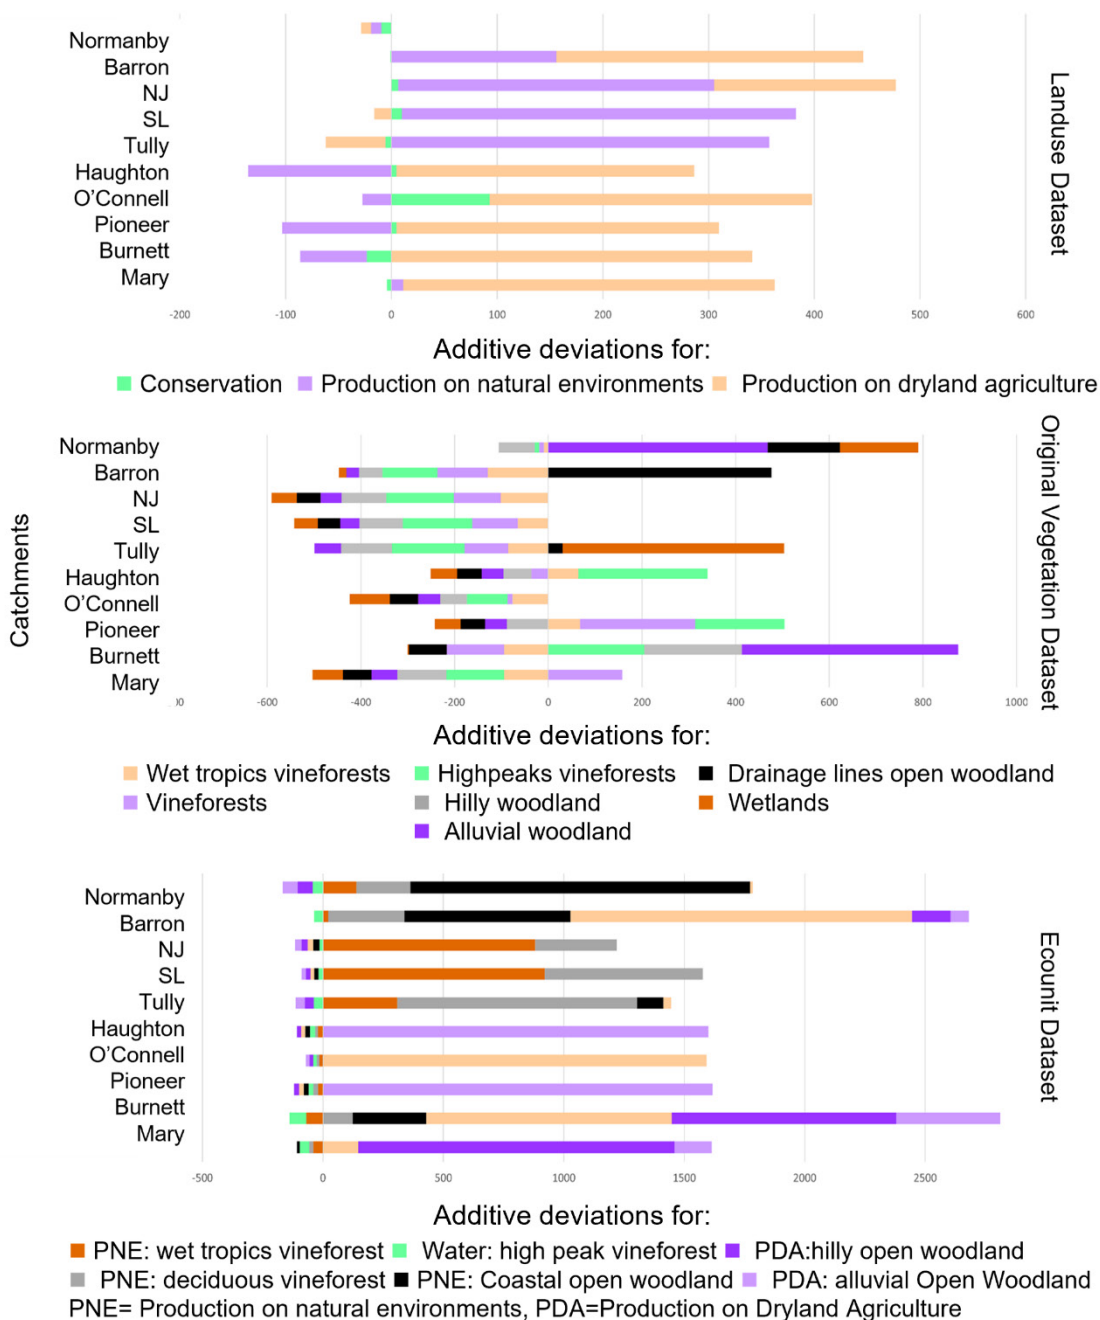 Normanby
Barron
NJ
SL
Tully
Haughton
O'Connell
Pioneer
Burnett
Mary
-200 -100 0 100 200 300 400 500 600
Landuse Dataset
Additive deviations for:
Conservation Production on natural environments Production on dryland agriculture
Catchments
Normanby
Barron
NJ
SL
Tully
Haughton
O'Connell
Pioneer
Burnett
Mary
-600 -400 -200 0 200 400 600 800 1000
Original Vegetation Dataset
Additive deviations for:
Wet tropics vineforests Highpeaks vineforests Drainage lines open woodland
Vineforests Hilly woodland Wetlands
Alluvial woodland
Normanby
Barron
NJ
SL
Tully
Haughton
O'Connell
Pioneer
Burnett
Mary
-500 0 500 1000 1500 2000 2500
Ecounit Dataset
Additive deviations for:
PNE: wet tropics vineforest Water: high peak vineforest PDA:hilly open woodland
PNE: deciduous vineforest PNE: Coastal open woodland PDA: alluvial Open Woodland
PNE= Production on natural environments, PDA=Production on Dryland Agriculture